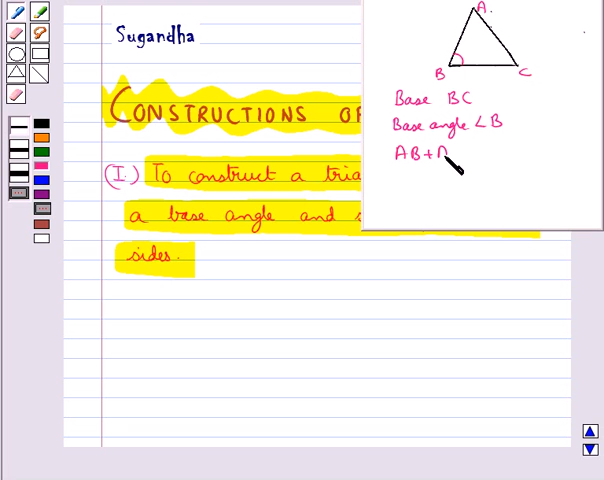 Sugandha
CONSTRUCTIONS OF
(I.) To construct a tria
a base angle and s
sides.
A.
B
C
Base BC
Base angle ∠B
AB+A